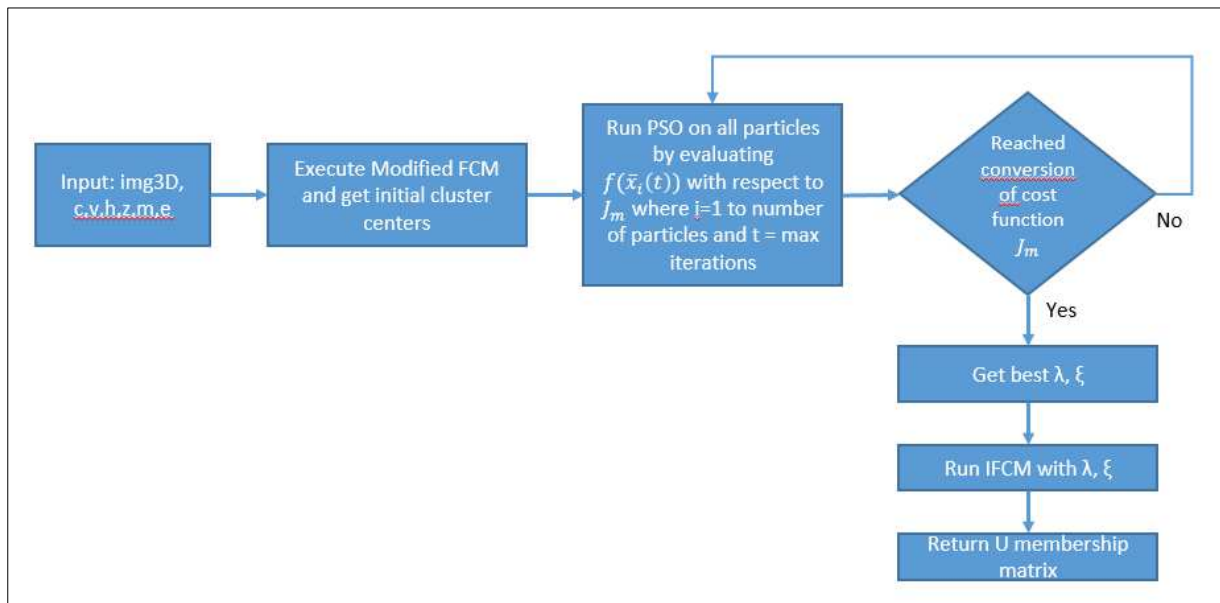 Input: img3D,
c,v,h,z,m,e
Execute Modified FCM
and get initial cluster
centers
Run PSO on all particles
by evaluating
f(x̄ᵢ(t)) with respect to
Jₘ where i=1 to number
of particles and t = max
iterations
Reached
conversion
of cost
function
Jₘ
No
Yes
Get best λ, ξ
Run IFCM with λ, ξ
Return U membership
matrix